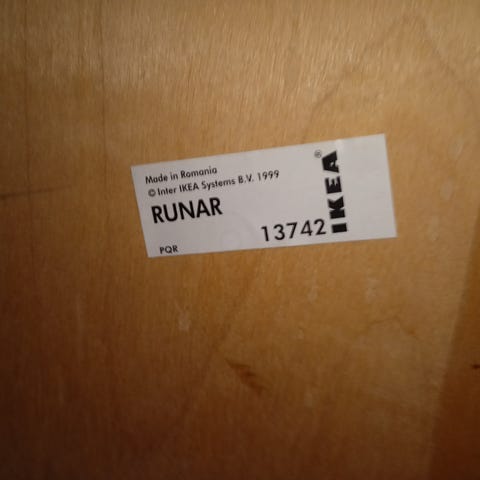 Made in Romania
© Inter IKEA Systems B.V. 1999
RUNAR
PQR
13742
IKEA®